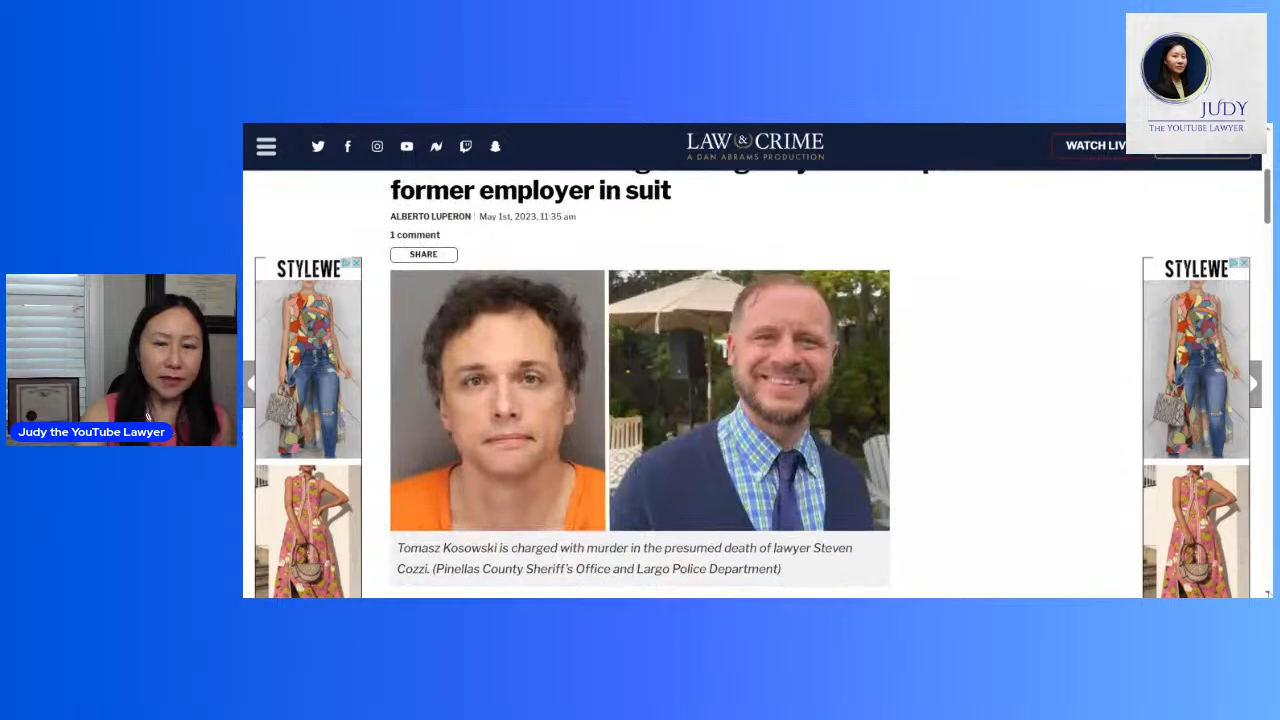 JUDY
THE YOUTUBE LAWYER
LAW & CRIME
A DAN ABRAMS PRODUCTION
WATCH LIV
former employer in suit
ALBERTO LUPERON | May 1st, 2023, 11:35 am
1 comment
SHARE
STYLEWE
STYLEWE
Judy the YouTube Lawyer
Tomasz Kosowski is charged with murder in the presumed death of lawyer Steven
Cozzi. (Pinellas County Sheriff's Office and Largo Police Department)